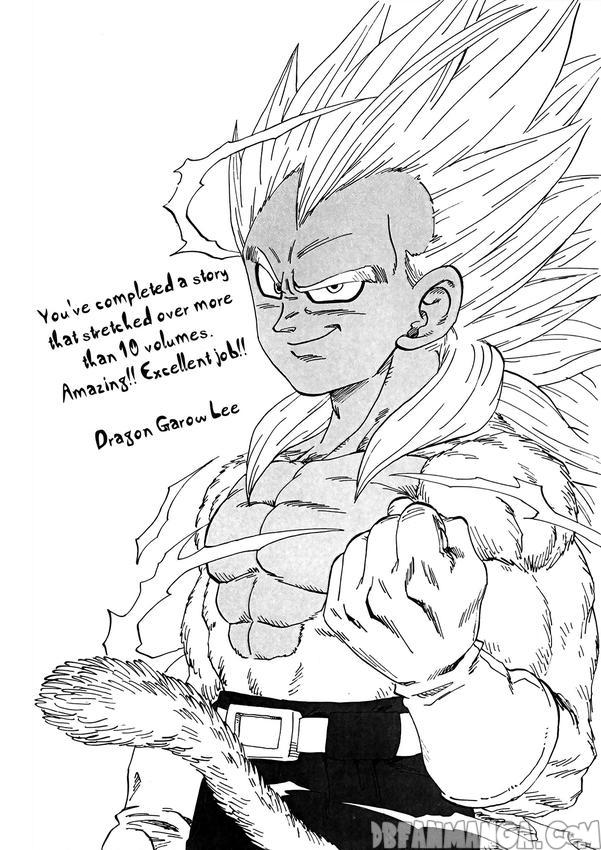 You've completed a story
that stretched over more
than 10 volumes.
Amazing!! Excellent job!!
Dragon Garow Lee
DBFANMANGA.COM